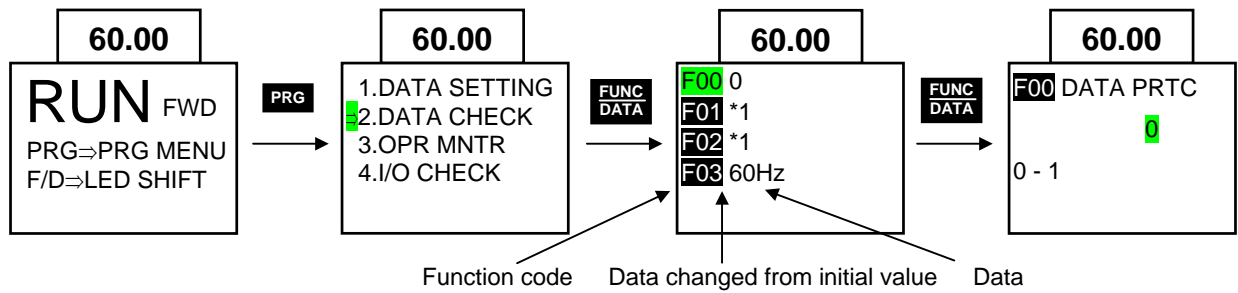 60.00
RUN FWD
PRG⇒PRG MENU
F/D⇒LED SHIFT
PRG
60.00
1.DATA SETTING
⇒2.DATA CHECK
3.OPR MNTR
4.I/O CHECK
FUNC
DATA
60.00
F00 0
F01 *1
F02 *1
F03 60Hz
FUNC
DATA
60.00
F00 DATA PRTC
0
0 - 1
Function code Data changed from initial value Data